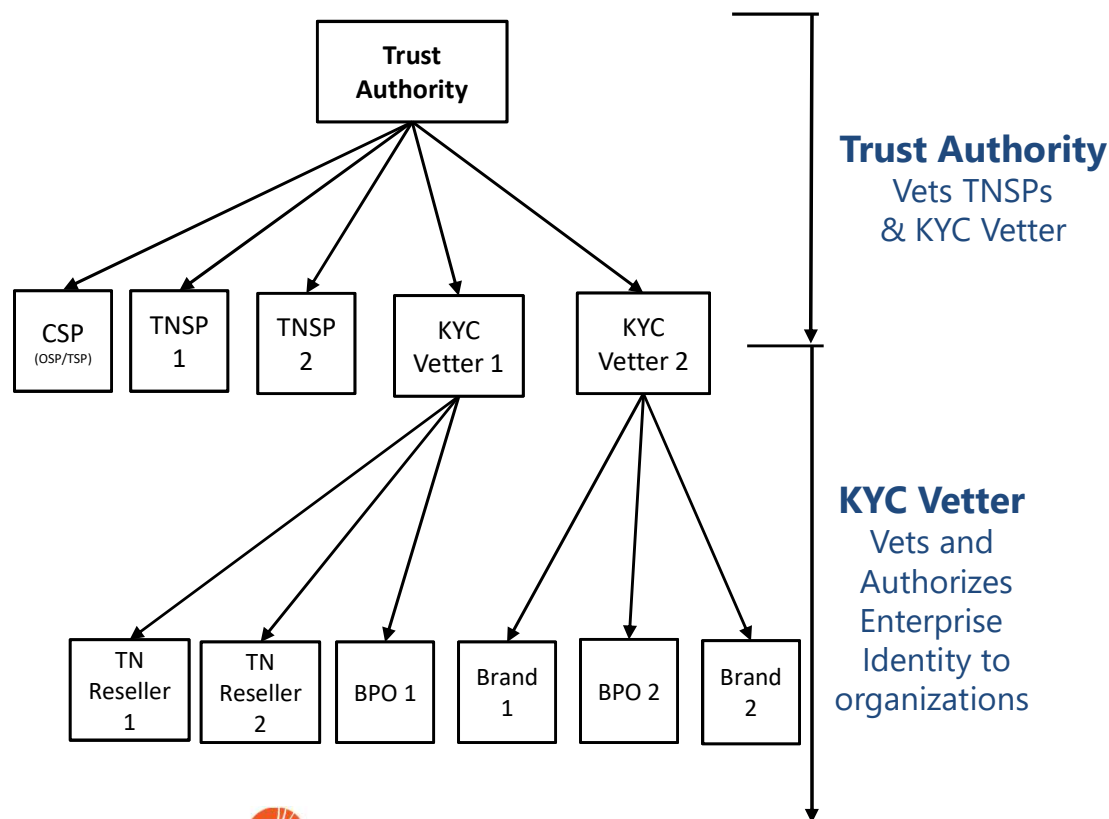 Trust
Authority
Trust Authority
Vets TNSPs
& KYC Vetter
CSP
(OSP/TSP)
TNSP
1
TNSP
2
KYC
Vetter 1
KYC
Vetter 2
KYC Vetter
Vets and
Authorizes
Enterprise
Identity to
organizations
TN
Reseller
1
TN
Reseller
2
BPO 1
Brand
1
BPO 2
Brand
2